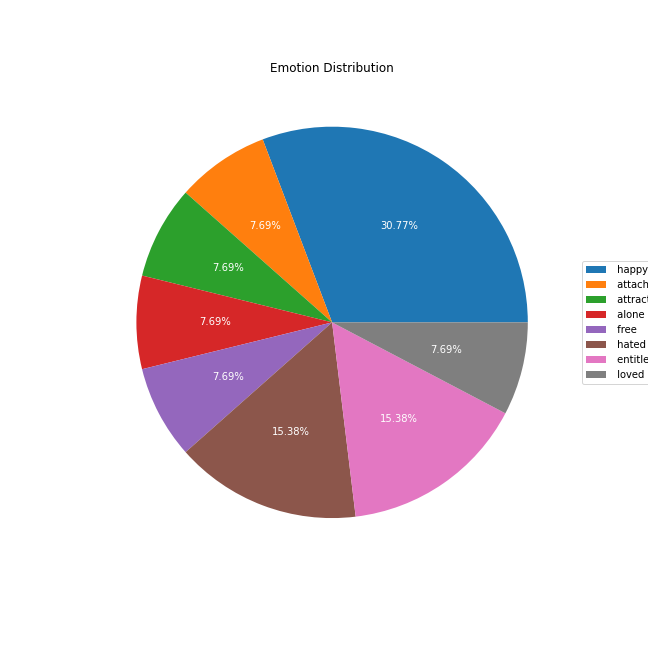 Emotion Distribution
30.77%
7.69%
7.69%
7.69%
7.69%
15.38%
15.38%
7.69%
happy
attach
attract
alone
free
hated
entitle
loved